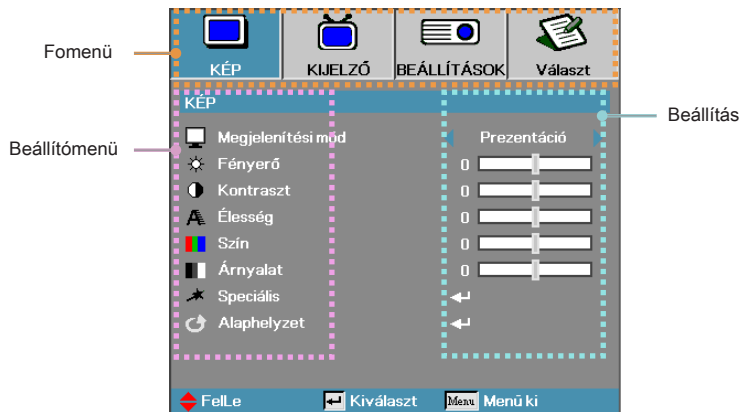 Fomenü
KÉP KIJELZŐ BEÁLLÍTÁSOK Választ
KÉP
Beállítás
Beállítómenü
Megjelenítési mód Prezentáció
Fényerő 0
Kontraszt 0
Élesség 0
Szín 0
Árnyalat 0
Speciális
Alaphelyzet
FelLe Kiválaszt Menu Menü ki